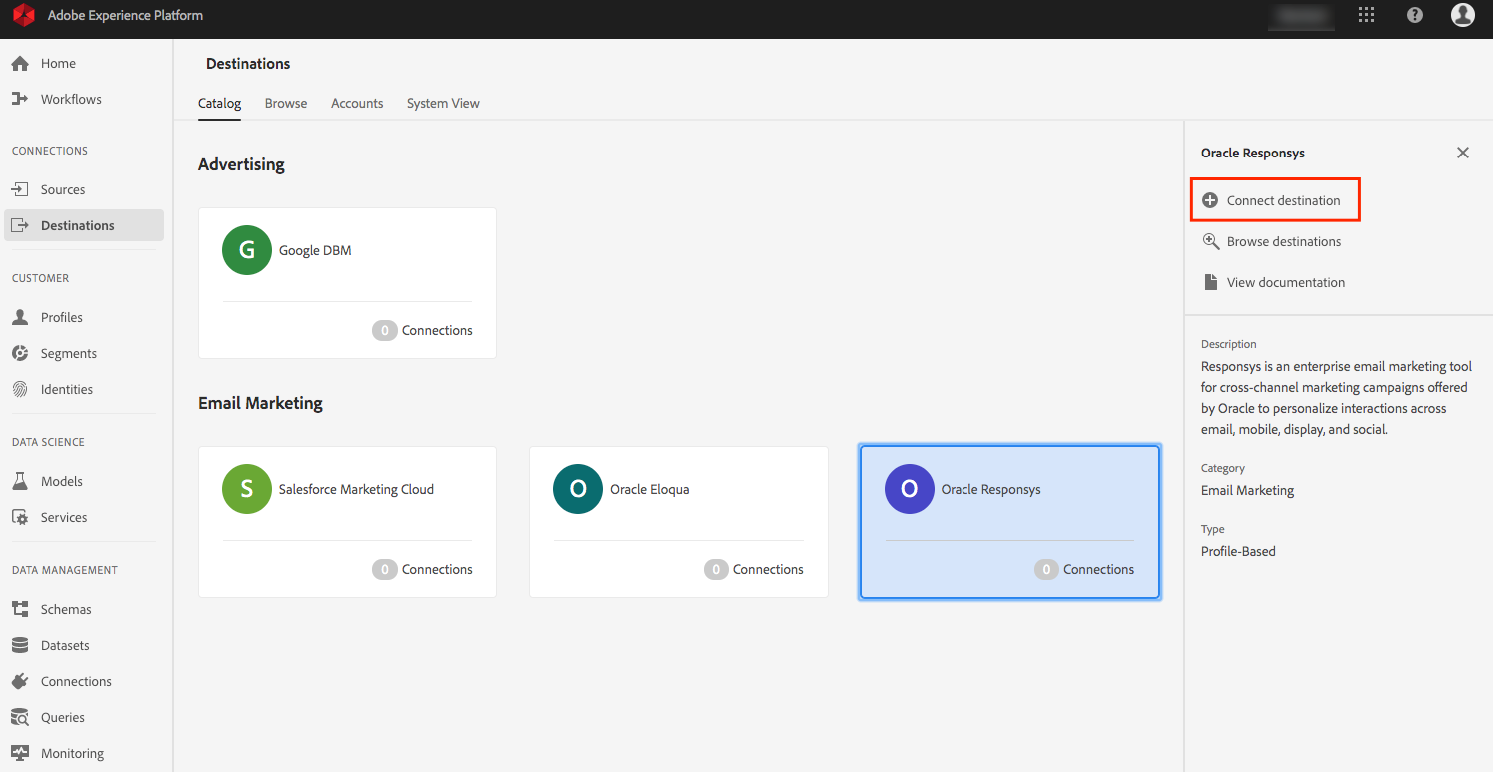 Adobe Experience Platform
Home
Workflows
CONNECTIONS
Sources
Destinations
CUSTOMER
Profiles
Segments
Identities
DATA SCIENCE
Models
Services
DATA MANAGEMENT
Schemas
Datasets
Connections
Queries
Monitoring
Destinations
Catalog Browse Accounts System View
Advertising
G Google DBM
0 Connections
Email Marketing
S Salesforce Marketing Cloud
0 Connections
O Oracle Eloqua
0 Connections
O Oracle Responsys
0 Connections
Oracle Responsys
Connect destination
Browse destinations
View documentation
Description
Responsys is an enterprise email marketing tool
for cross-channel marketing campaigns offered
by Oracle to personalize interactions across
email, mobile, display, and social.
Category
Email Marketing
Type
Profile-Based